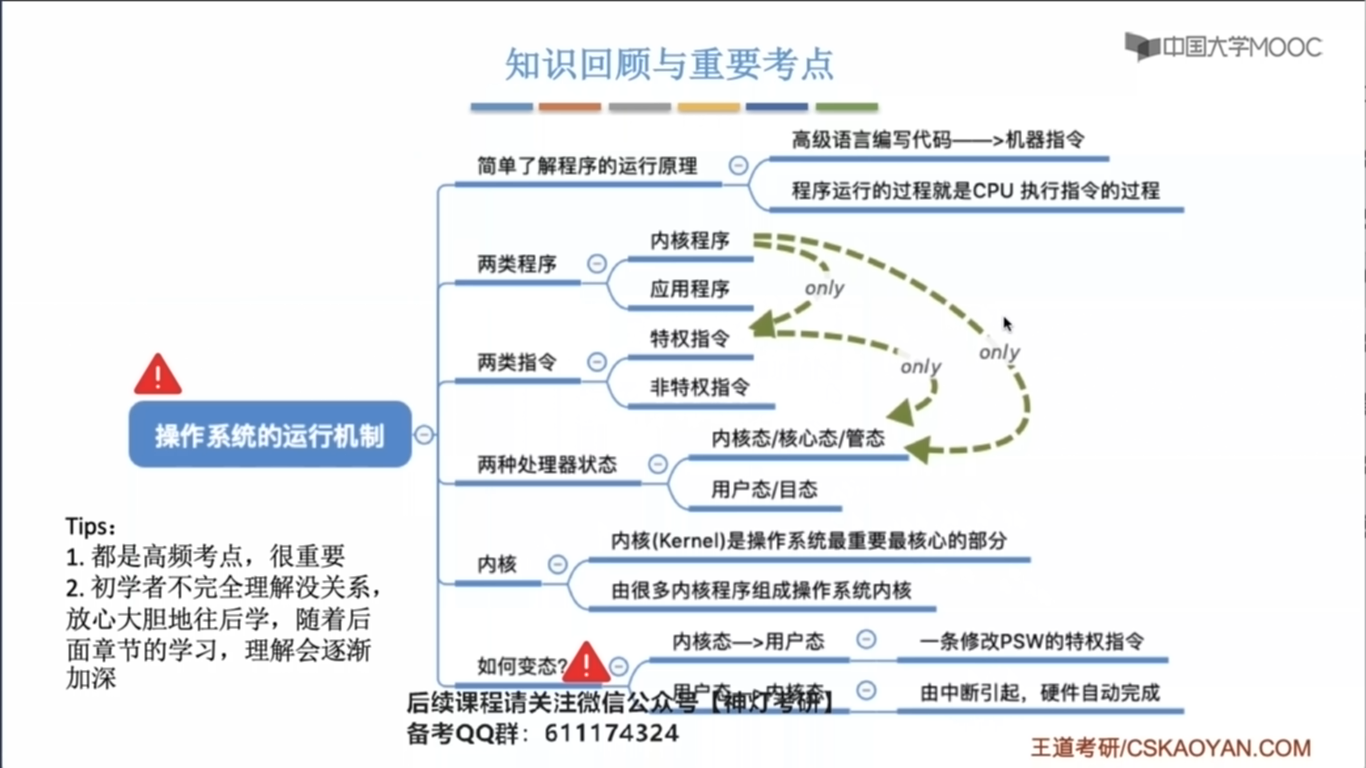 知识回顾与重要考点
中国大学MOOC
简单了解程序的运行原理
高级语言编写代码——>机器指令
程序运行的过程就是CPU 执行指令的过程
两类程序
内核程序
应用程序
only
only
only
两类指令
特权指令
非特权指令
操作系统的运行机制
两种处理器状态
内核态/核心态/管态
用户态/目态
Tips：
1. 都是高频考点，很重要
2. 初学者不完全理解没关系，
放心大胆地往后学，随着后
面章节的学习，理解会逐渐
加深
内核
内核(Kernel)是操作系统最重要最核心的部分
由很多内核程序组成操作系统内核
如何变态?
内核态—>用户态
一条修改PSW的特权指令
用户态—>内核态
由中断引起，硬件自动完成
后续课程请关注微信公众号【神灯考研】
备考QQ群：611174324
王道考研/CSKAOYAN.COM